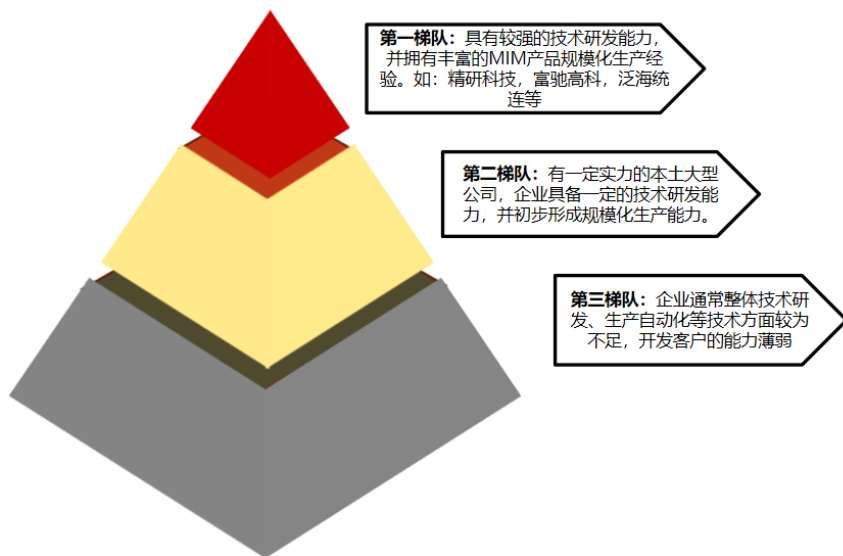 第一梯队：具有较强的技术研发能力，
并拥有丰富的MIM产品规模化生产经
验。如：精研科技，富驰高科，泛海统
连等
第二梯队：有一定实力的本土大型
公司，企业具备一定的技术研发能
力，并初步形成规模化生产能力。
第三梯队：企业通常整体技术研
发、生产自动化等技术方面较为
不足，开发客户的能力薄弱